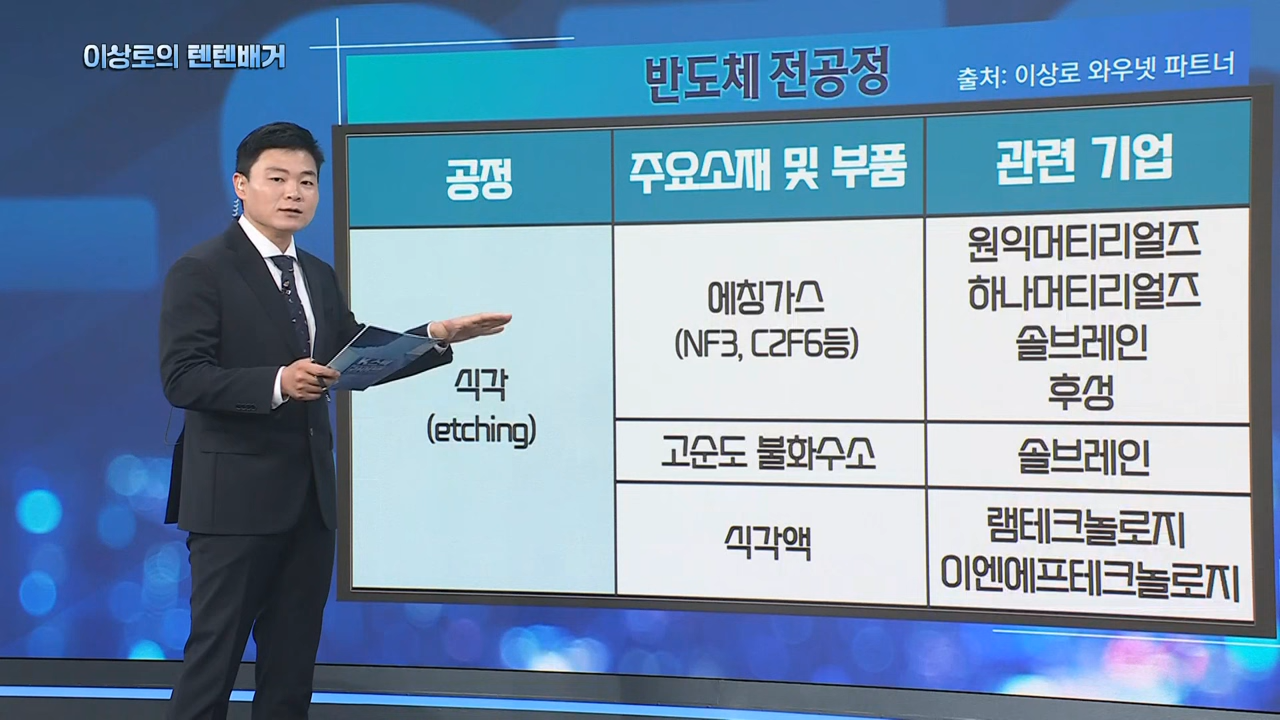 이상로의 텐텐배거
반도체 전공정
출처: 이상로 와우넷 파트너
공정
주요소재 및 부품
관련 기업
식각
(etching)
에칭가스
(NF3, C2F6등)
원익머티리얼즈
하나머티리얼즈
솔브레인
후성
고순도 불화수소
솔브레인
식각액
램테크놀로지
이엔에프테크놀로지